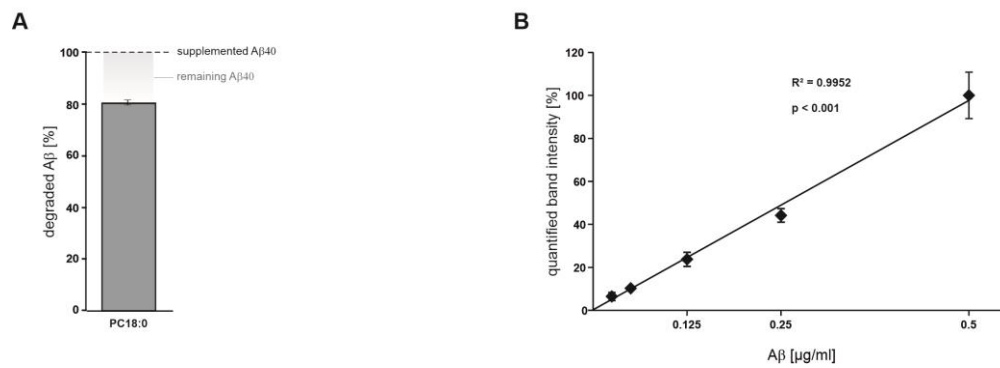 A
degraded Aβ [%]
100
80
60
40
20
0
supplemented Aβ40
remaining Aβ40
PC18:0
B
quantified band intensity [%]
120
100
80
60
40
20
0
R² = 0.9952
p < 0.001
0.125
0.25
0.5
Aβ [µg/ml]